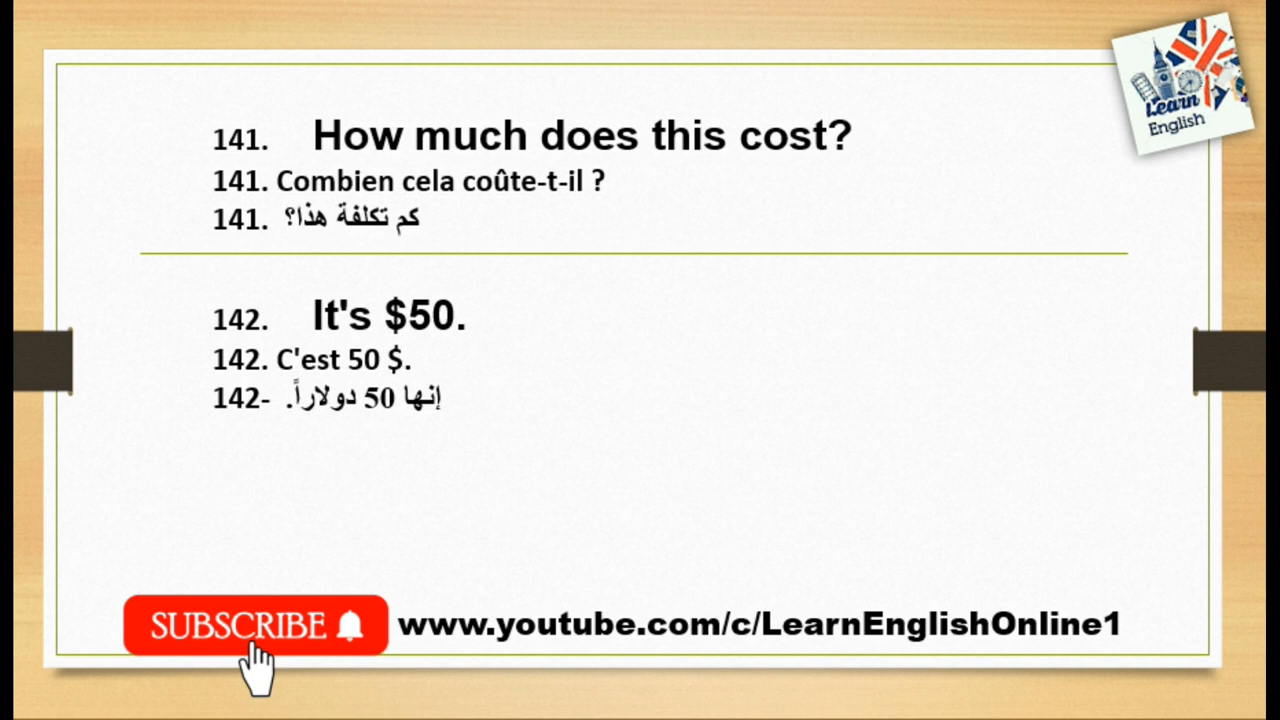 Learn
English
141. How much does this cost?
141. Combien cela coûte-t-il ?
141. كم تكلفة هذا؟
142. It's $50.
142. C'est 50 $.
142- إنها 50 دولاراً.
SUBSCRIBE
www.youtube.com/c/LearnEnglishOnline1